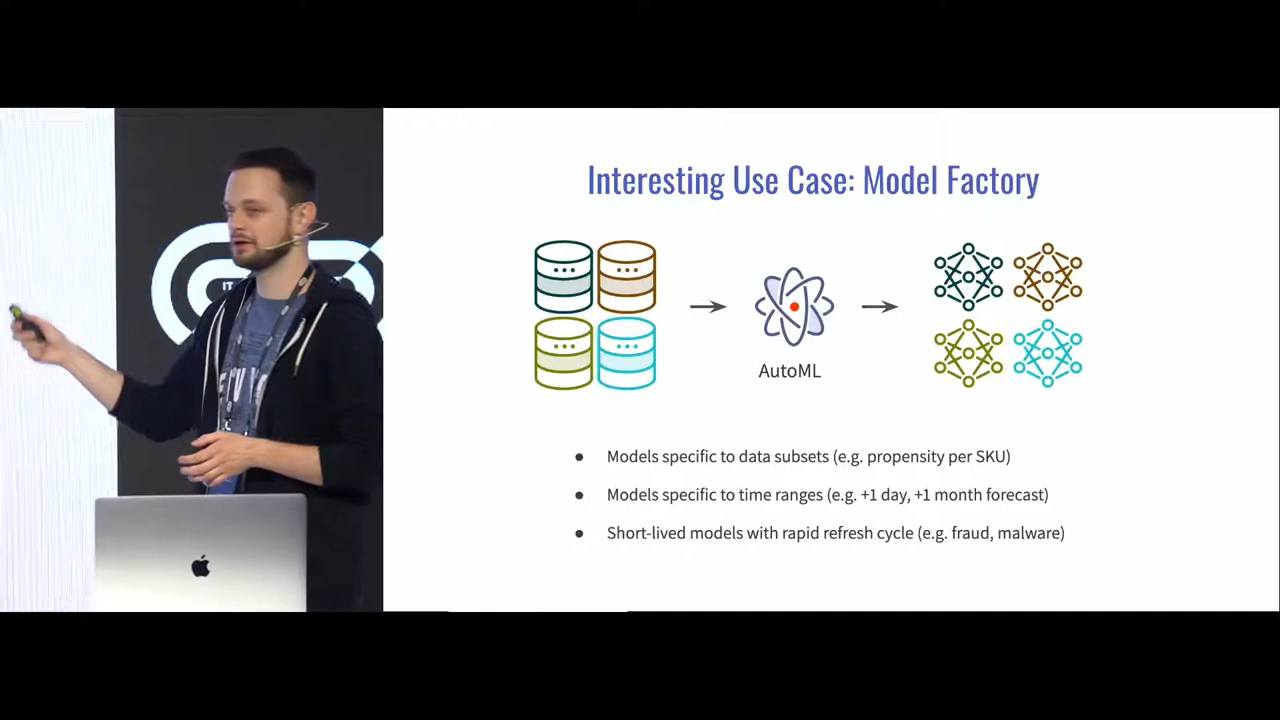 Interesting Use Case: Model Factory
AutoML
● Models specific to data subsets (e.g. propensity per SKU)
● Models specific to time ranges (e.g. +1 day, +1 month forecast)
● Short-lived models with rapid refresh cycle (e.g. fraud, malware)
IT